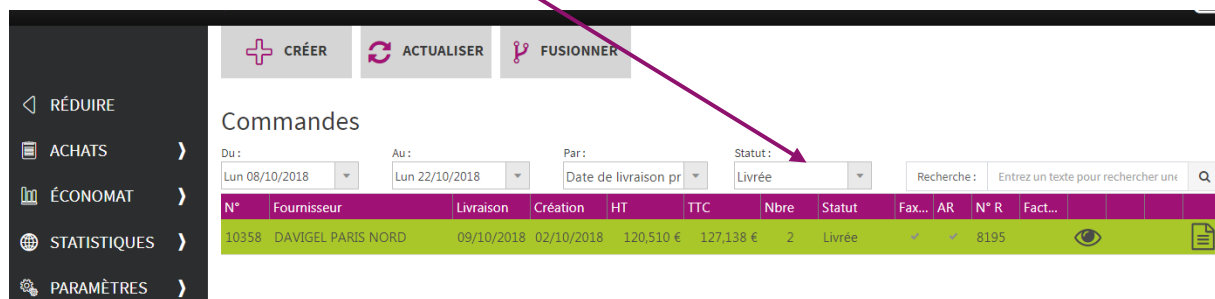 CRÉER ACTUALISER FUSIONNER
RÉDUIRE
ACHATS
ÉCONOMAT
STATISTIQUES
PARAMÈTRES
Commandes
Du : Au : Par : Statut :
Lun 08/10/2018 Lun 22/10/2018 Date de livraison pr Livrée Recherche : Entrez un texte pour rechercher une
N° Fournisseur Livraison Création HT TTC Nbre Statut Fax... AR N° R Fact...
10358 DAVIGEL PARIS NORD 09/10/2018 02/10/2018 120,510 € 127,138 € 2 Livrée 8195